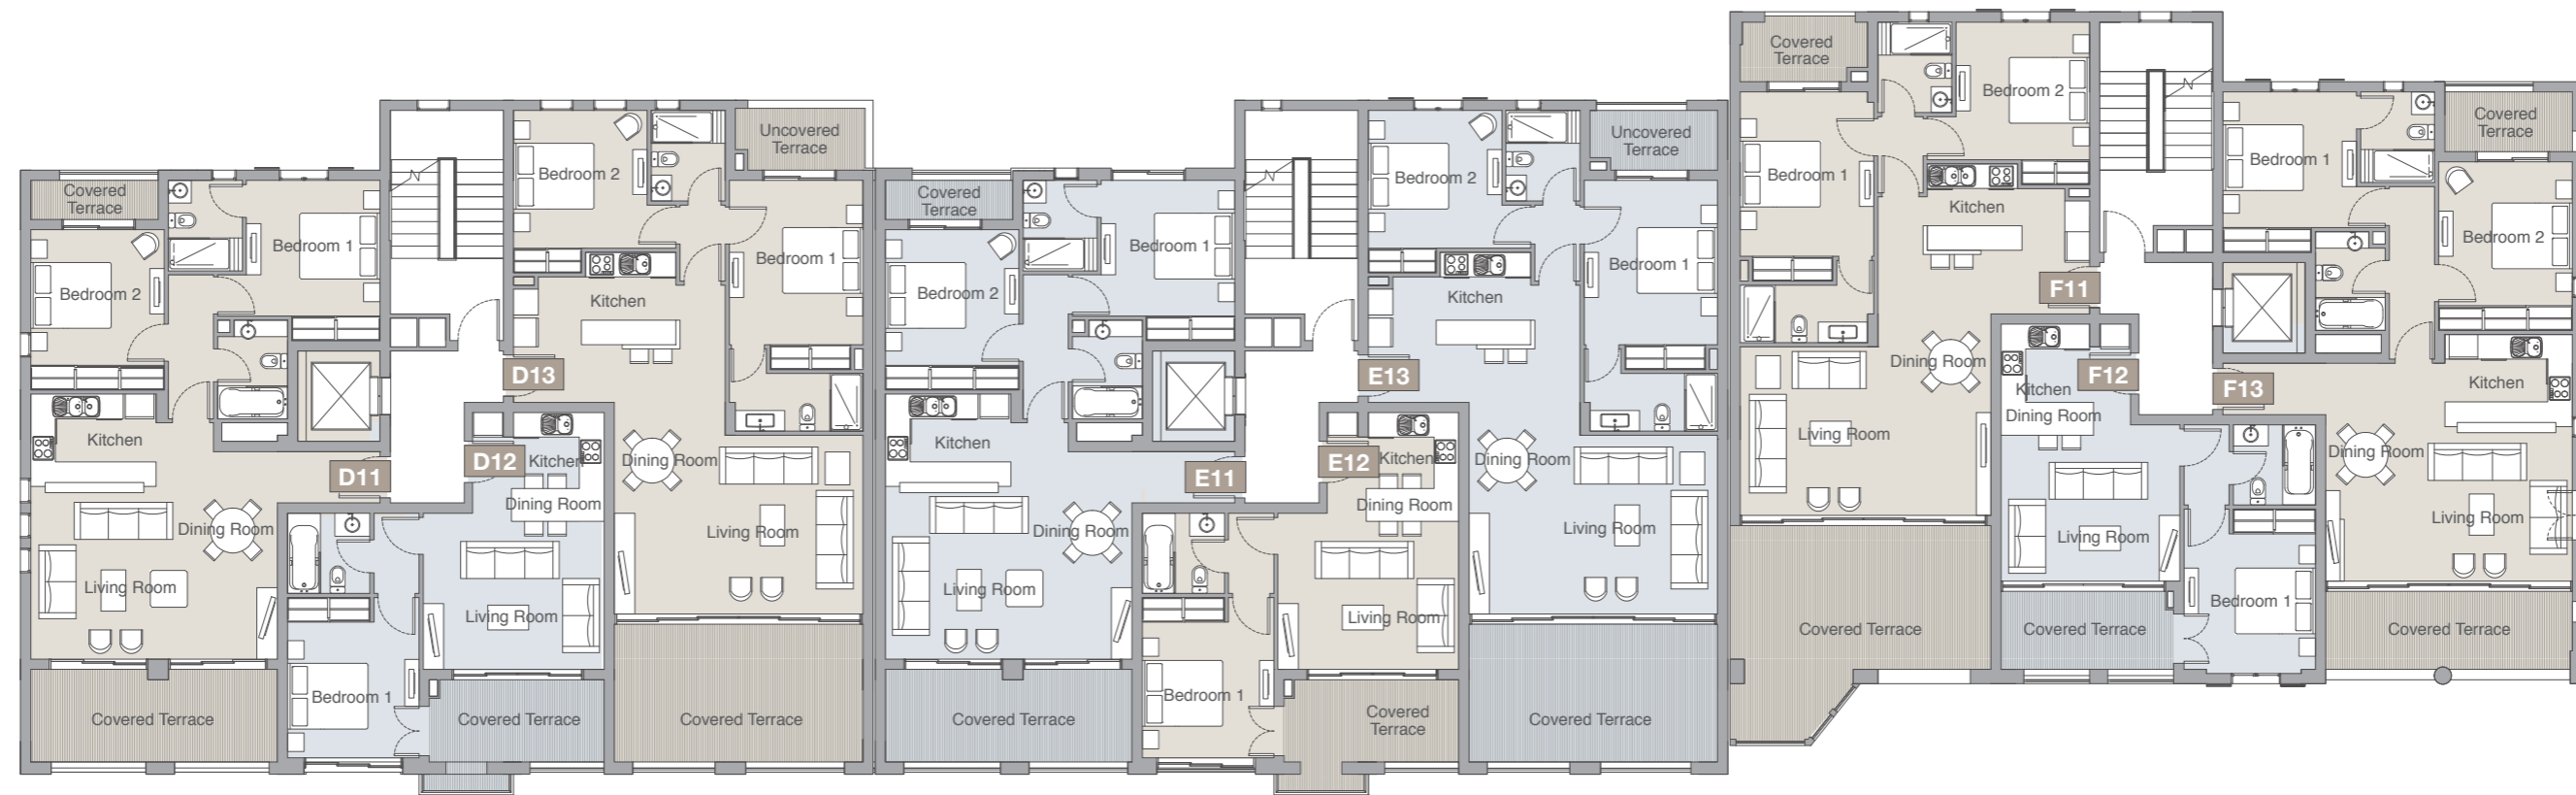 Covered
Terrace
Bedroom 1
Bedroom 2
Kitchen
D11
Dining Room
Living Room
Covered Terrace
Bedroom 2
Uncovered
Terrace
Bedroom 1
Kitchen
D13
Dining Room
Living Room
Covered Terrace
D12
Kitchen
Dining Room
Living Room
Bedroom 1
Covered Terrace
Covered
Terrace
Bedroom 1
Bedroom 2
Kitchen
E11
Dining Room
Living Room
Covered Terrace
Bedroom 2
Uncovered
Terrace
Bedroom 1
Kitchen
E13
Dining Room
Living Room
Covered Terrace
E12
Kitchen
Dining Room
Living Room
Bedroom 1
Covered
Terrace
Covered
Terrace
Bedroom 2
Bedroom 1
Kitchen
F11
Dining Room
Living Room
Covered Terrace
Kitchen
F12
Dining Room
Living Room
Bedroom 1
Covered Terrace
Covered
Terrace
Bedroom 1
Bedroom 2
F13
Kitchen
Dining Room
Living Room
Covered Terrace